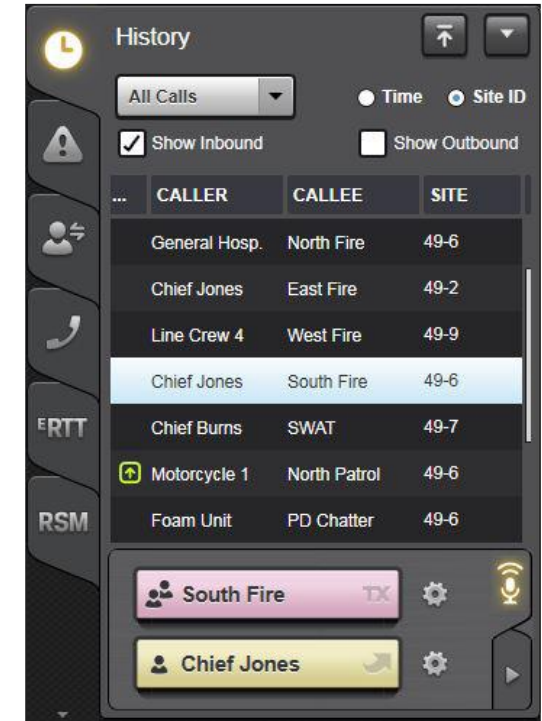 History
All Calls Time Site ID
Show Inbound Show Outbound
... CALLER CALLEE SITE
General Hosp. North Fire 49-6
Chief Jones East Fire 49-2
Line Crew 4 West Fire 49-9
Chief Jones South Fire 49-6
ERTT Chief Burns SWAT 49-7
Motorcycle 1 North Patrol 49-6
RSM Foam Unit PD Chatter 49-6
South Fire TX
Chief Jones